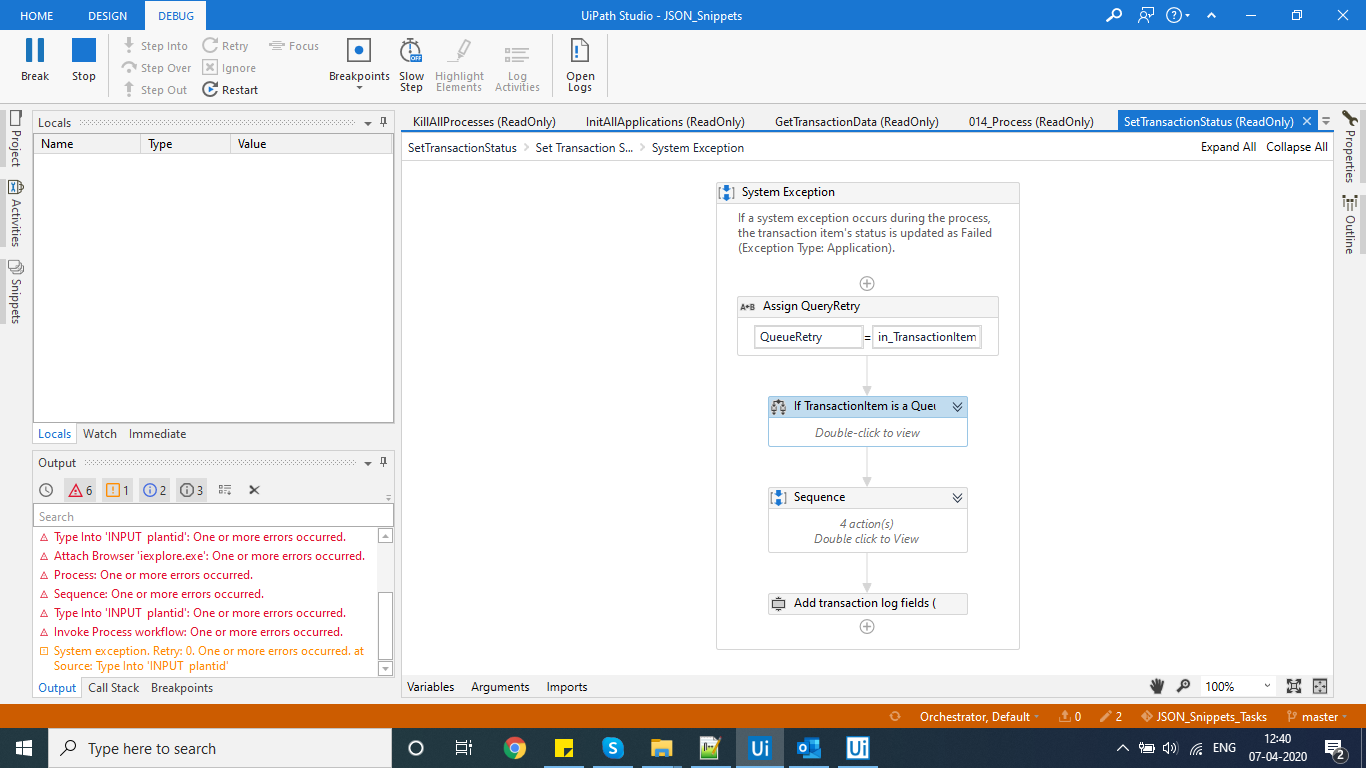 HOME DESIGN DEBUG UiPath Studio - JSON_Snippets
Break Stop
Step Into
Step Over
Step Out
Retry
Ignore
Restart
Focus
Breakpoints
Slow
Step
Highlight
Elements
Log
Activities
Open
Logs
Project
Activities
Snippets
Locals
Name Type Value
Locals Watch Immediate
Output
6 1 2 3
Search
Type Into 'INPUT plantid': One or more errors occurred.
Attach Browser 'iexplore.exe': One or more errors occurred.
Process: One or more errors occurred.
Sequence: One or more errors occurred.
Type Into 'INPUT plantid': One or more errors occurred.
Invoke Process workflow: One or more errors occurred.
System exception. Retry: 0. One or more errors occurred. at
Source: Type Into 'INPUT plantid'
Output Call Stack Breakpoints
KillAllProcesses (ReadOnly) InitAllApplications (ReadOnly) GetTransactionData (ReadOnly) 014_Process (ReadOnly) SetTransactionStatus (ReadOnly)
SetTransactionStatus Set Transaction S... System Exception Expand All Collapse All
System Exception
If a system exception occurs during the process,
the transaction item's status is updated as Failed
(Exception Type: Application).
A+B Assign QueryRetry
QueueRetry = in_TransactionItem
If TransactionItem is a Queu
Double-click to view
Sequence
4 action(s)
Double click to View
Add transaction log fields (
Variables Arguments Imports 100%
Properties
Outline
Orchestrator, Default 0 2 JSON_Snippets_Tasks master
Type here to search
Ui Ui
ENG
12:40
07-04-2020
2